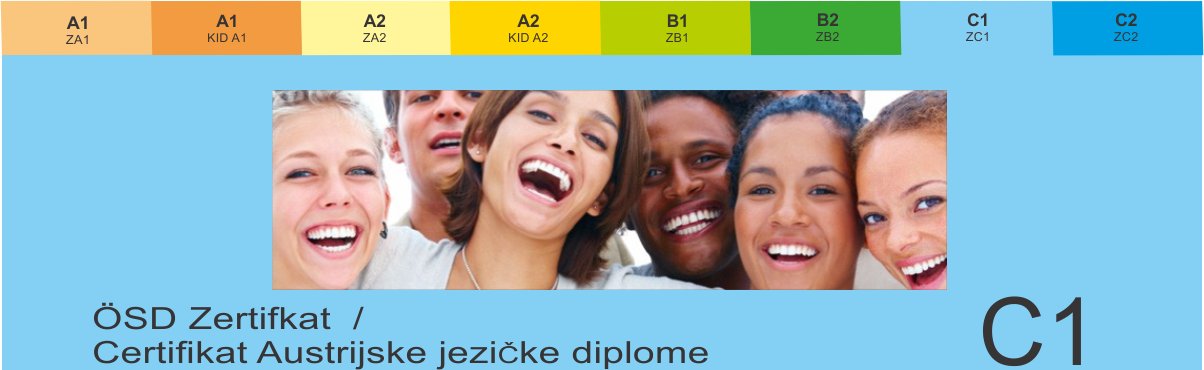 A1 A1 A2 A2 B1 B2 C1 C2
ZA1 KID A1 ZA2 KID A2 ZB1 ZB2 ZC1 ZC2
ÖSD Zertifkat /
Certifikat Austrijske jezičke diplome
C1